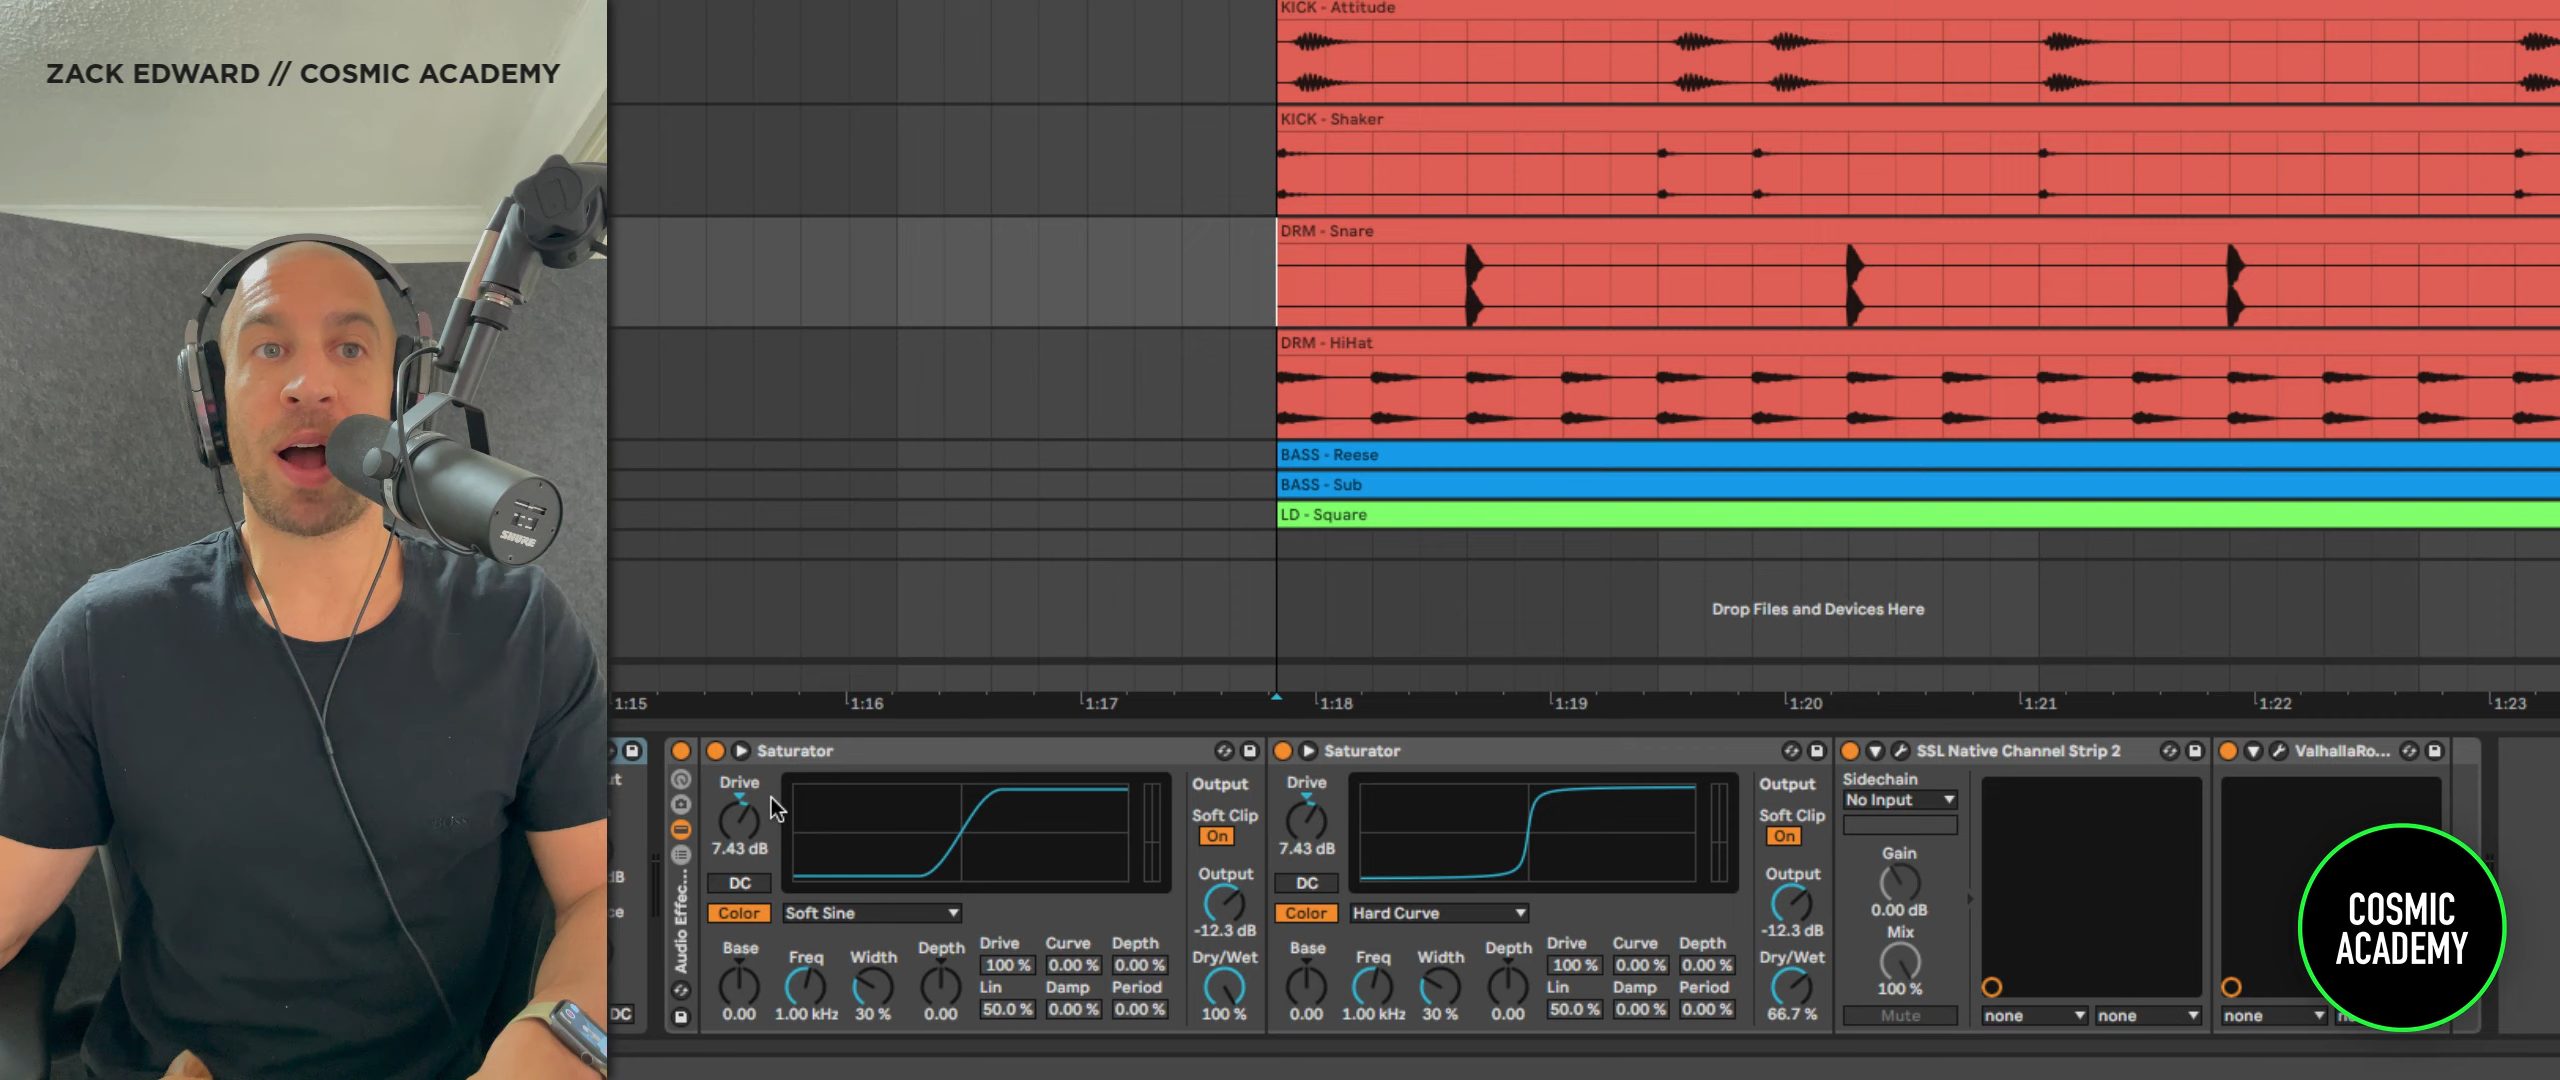 ZACK EDWARD // COSMIC ACADEMY
SHURE
KICK - Attitude
KICK - Shaker
DRM - Snare
DRM - HiHat
BASS - Reese
BASS - Sub
LD - Square
Drop Files and Devices Here
1:15 1:16 1:17 1:18 1:19 1:20 1:21 1:22 1:23
Audio Effec...
Saturator
Drive
7.43 dB
DC
Color
Soft Sine
Output
Soft Clip
On
Output
-12.3 dB
Dry/Wet
100 %
Base
0.00
Freq
1.00 kHz
Width
30 %
Depth
0.00
Drive Curve Depth
100 % 0.00 % 0.00 %
Lin Damp Period
50.0 % 0.00 % 0.00 %
Saturator
Drive
7.43 dB
DC
Color
Hard Curve
Output
Soft Clip
On
Output
-12.3 dB
Dry/Wet
66.7 %
Base
0.00
Freq
1.00 kHz
Width
30 %
Depth
0.00
Drive Curve Depth
100 % 0.00 % 0.00 %
Lin Damp Period
50.0 % 0.00 % 0.00 %
SSL Native Channel Strip 2
Sidechain
No Input
Gain
0.00 dB
Mix
100 %
Mute
none none
ValhallaRo...
none
COSMIC
ACADEMY
DC